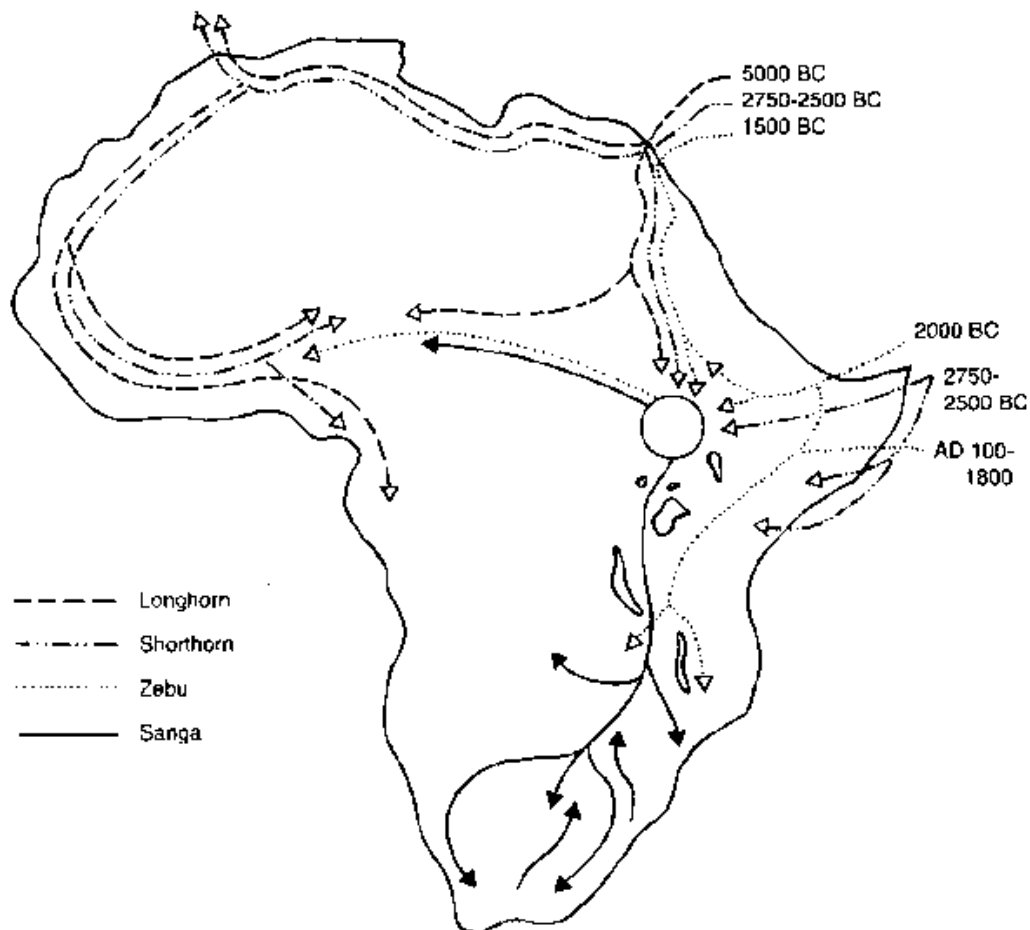 5000 BC
2750-2500 BC
1500 BC
2000 BC
2750-
2500 BC
AD 100-
1800
Longhorn
Shorthorn
Zebu
Sanga